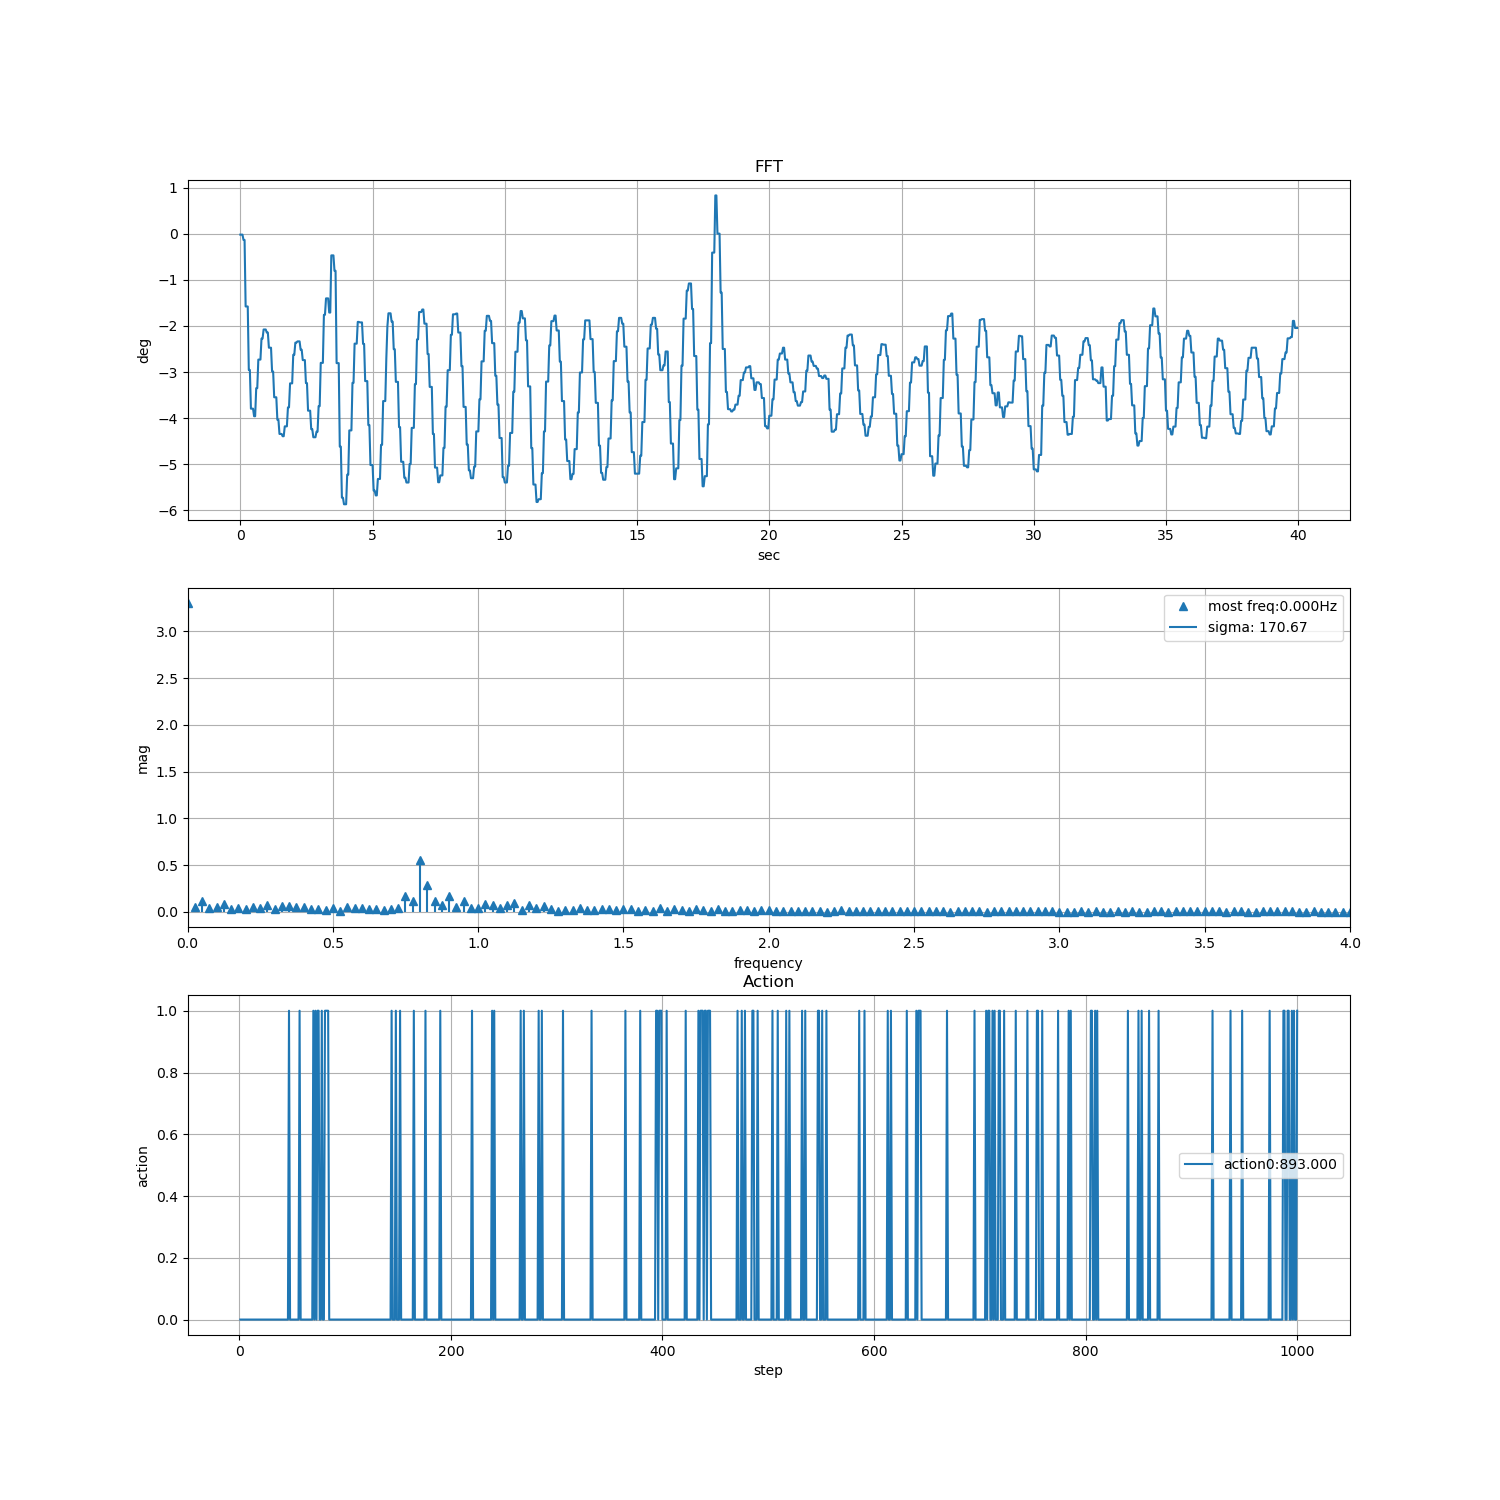 FFT
1
0
−1
−2
−3
−4
−5
−6
deg
0 5 10 15 20 25 30 35 40
sec
most freq:0.000Hz
sigma: 170.67
3.0
2.5
2.0
1.5
1.0
0.5
0.0
mag
0.0 0.5 1.0 1.5 2.0 2.5 3.0 3.5 4.0
frequency
Action
1.0
0.8
0.6
0.4
0.2
0.0
action
action0:893.000
0 200 400 600 800 1000
step